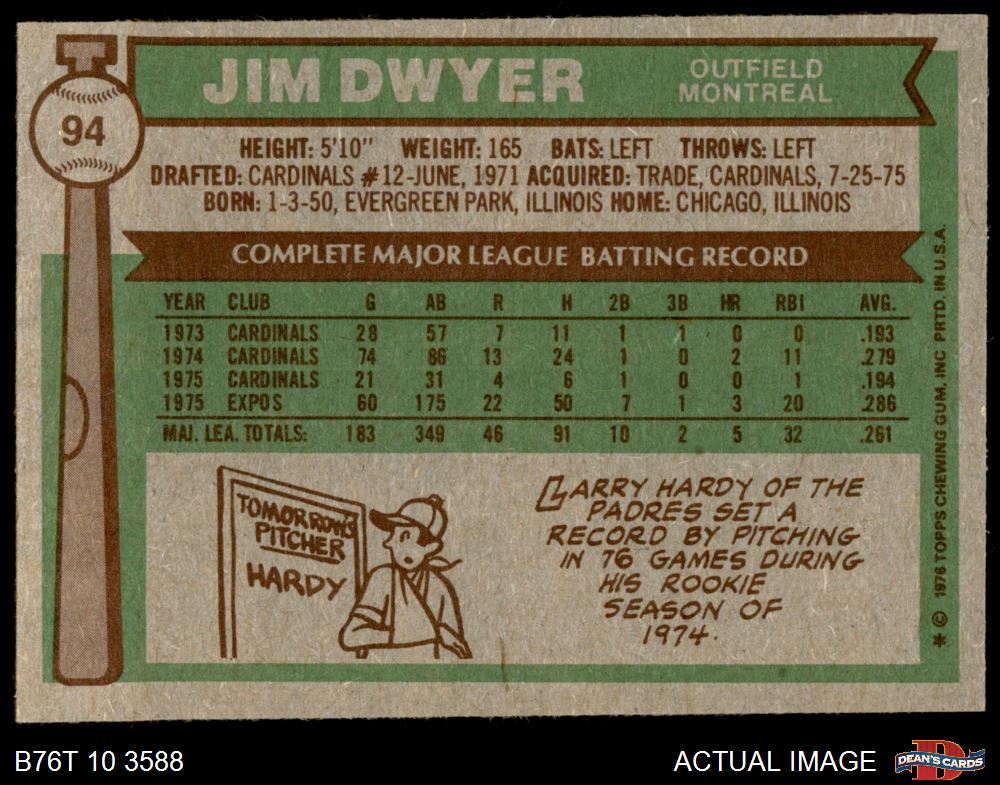 JIM DWYER
OUTFIELD
MONTREAL
94
HEIGHT: 5'10" WEIGHT: 165 BATS: LEFT THROWS: LEFT
DRAFTED: CARDINALS #12-JUNE, 1971 ACQUIRED: TRADE, CARDINALS, 7-25-75
BORN: 1-3-50, EVERGREEN PARK, ILLINOIS HOME: CHICAGO, ILLINOIS
COMPLETE MAJOR LEAGUE BATTING RECORD
YEAR CLUB G AB R H 2B 3B HR RBI AVG.
1973 CARDINALS 28 57 7 11 1 1 0 0 .193
1974 CARDINALS 74 86 13 24 1 0 2 11 .279
1975 CARDINALS 21 31 4 6 1 0 0 1 .194
1975 EXPOS 60 175 22 50 7 1 3 20 .286
MAJ. LEA. TOTALS: 183 349 46 91 10 2 5 32 .261
TOMORROW'S
PITCHER
HARDY
LARRY HARDY OF THE
PADRES SET A
RECORD BY PITCHING
IN 76 GAMES DURING
HIS ROOKIE
SEASON OF
1974.
* © 1976 TOPPS CHEWING GUM, INC PRTD. IN U.S.A.
B76T 10 3588
ACTUAL IMAGE
D
DEAN'S CARDS